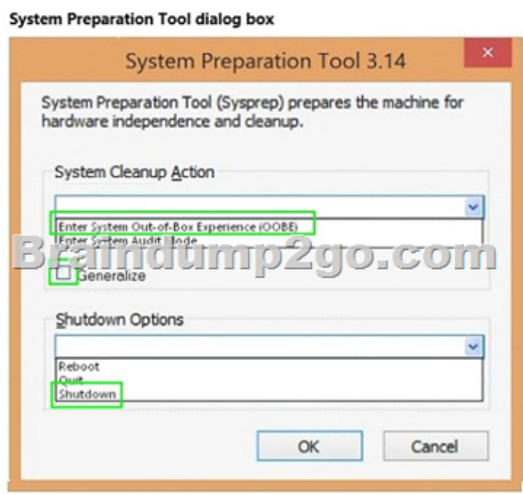 System Preparation Tool dialog box
System Preparation Tool 3.14
System Preparation Tool (Sysprep) prepares the machine for
hardware independence and cleanup.
System Cleanup Action
Enter System Out-of-Box Experience (OOBE)
Enter System Audit Mode
Braindump2go.com
Generalize
Shutdown Options
Reboot
Quit
Shutdown
OK
Cancel